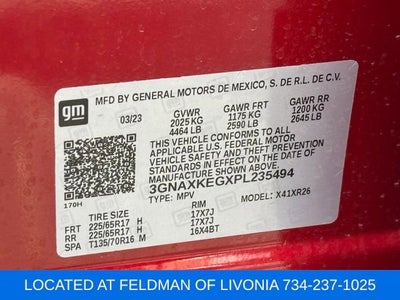 gm
MFD BY GENERAL MOTORS DE MEXICO, S. DE R.L. DE C.V.
03/23 GVWR GAWR FRT GAWR RR
2025 KG 1175 KG 1200 KG
4464 LB 2590 LB 2645 LB
THIS VEHICLE CONFORMS TO ALL
APPLICABLE U.S. FEDERAL MOTOR
VEHICLE SAFETY AND THEFT PREVENTION
STANDARDS IN EFFECT ON THE DATE OF
MANUFACTURE SHOWN ABOVE.
3GNAXKEGXPL235494
170H TYPE: MPV MODEL: X41XR26
TIRE SIZE RIM
FRT 225/65R17 H 17X7J
RR 225/65R17 H 17X7J
SPA T135/70R16 M 16X4BT
LOCATED AT FELDMAN OF LIVONIA 734-237-1025